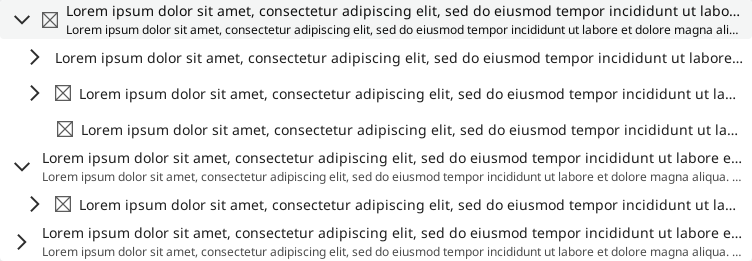 Lorem ipsum dolor sit amet, consectetur adipiscing elit, sed do eiusmod tempor incididunt ut labo…
Lorem ipsum dolor sit amet, consectetur adipiscing elit, sed do eiusmod tempor incididunt ut labore et dolore magna ali…
Lorem ipsum dolor sit amet, consectetur adipiscing elit, sed do eiusmod tempor incididunt ut labore…
Lorem ipsum dolor sit amet, consectetur adipiscing elit, sed do eiusmod tempor incididunt ut la…
Lorem ipsum dolor sit amet, consectetur adipiscing elit, sed do eiusmod tempor incididunt ut la…
Lorem ipsum dolor sit amet, consectetur adipiscing elit, sed do eiusmod tempor incididunt ut labore e…
Lorem ipsum dolor sit amet, consectetur adipiscing elit, sed do eiusmod tempor incididunt ut labore et dolore magna aliqua. …
Lorem ipsum dolor sit amet, consectetur adipiscing elit, sed do eiusmod tempor incididunt ut la…
Lorem ipsum dolor sit amet, consectetur adipiscing elit, sed do eiusmod tempor incididunt ut labore e…
Lorem ipsum dolor sit amet, consectetur adipiscing elit, sed do eiusmod tempor incididunt ut labore et dolore magna aliqua. …